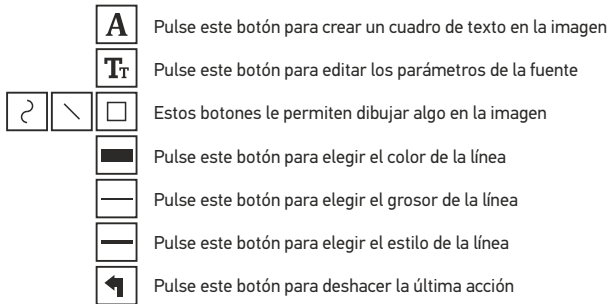 A Pulse este botón para crear un cuadro de texto en la imagen
TT Pulse este botón para editar los parámetros de la fuente
Estos botones le permiten dibujar algo en la imagen
Pulse este botón para elegir el color de la línea
Pulse este botón para elegir el grosor de la línea
Pulse este botón para elegir el estilo de la línea
Pulse este botón para deshacer la última acción